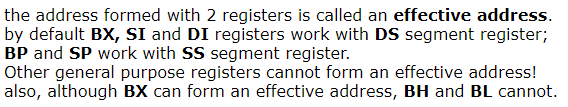 the address formed with 2 registers is called an effective address.
by default BX, SI and DI registers work with DS segment register;
BP and SP work with SS segment register.
Other general purpose registers cannot form an effective address!
also, although BX can form an effective address, BH and BL cannot.